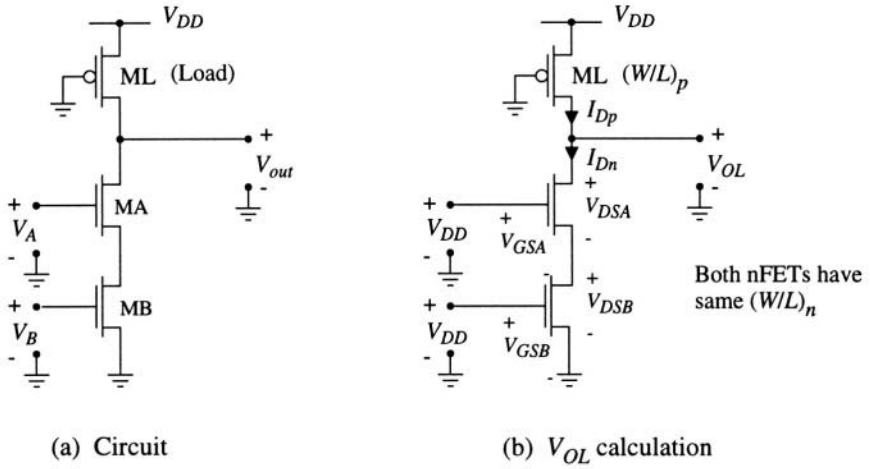 V_DD
ML (Load)
+
V_out
-
MA
+
V_A
-
MB
+
V_B
-
(a) Circuit
V_DD
ML (W/L)_p
I_Dp
I_Dn
+
V_OL
-
+
V_DSA
-
+
V_DD
-
+
V_GSA
-
+
V_DSB
-
+
V_DD
-
+
V_GSB
-
Both nFETs have
same (W/L)_n
(b) V_OL calculation